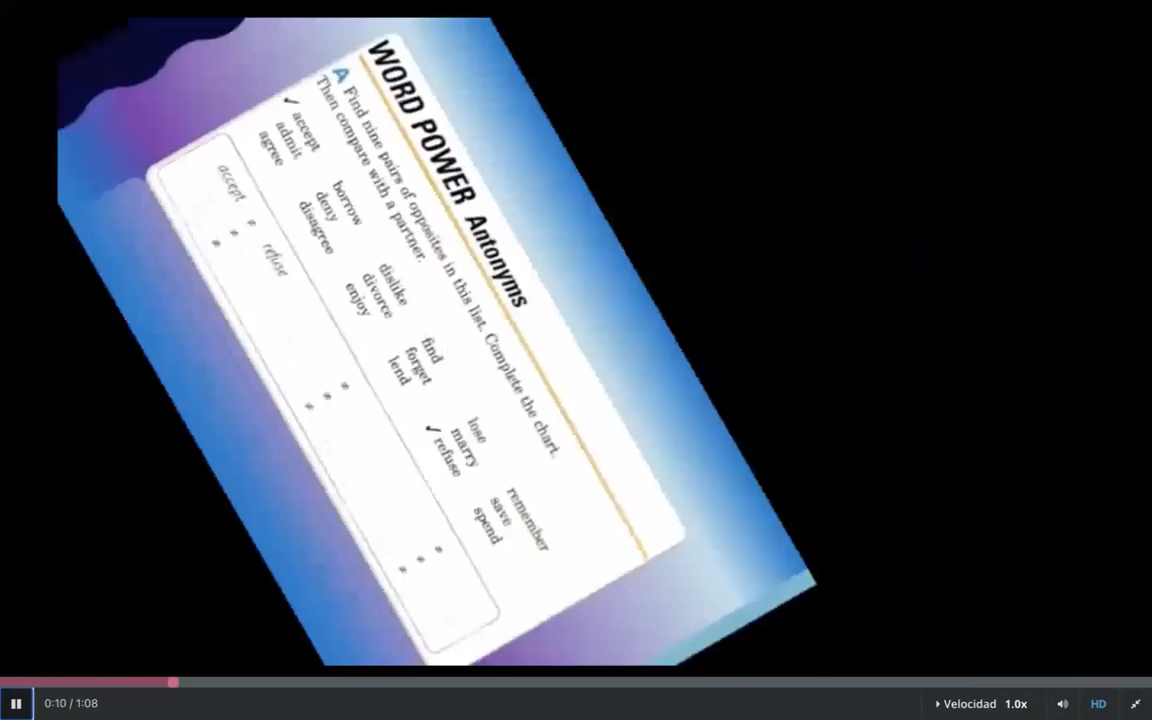 WORD POWER Antonyms
A Find nine pairs of opposites in this list. Complete the chart.
Then compare with a partner.
✓ accept borrow dislike find lose remember
admit deny divorce forget marry save
agree disagree enjoy lend ✓ refuse spend
accept ≠ refuse ≠ ≠
≠ ≠ ≠
≠ ≠ ≠
0:10 / 1:08
Velocidad 1.0x
HD